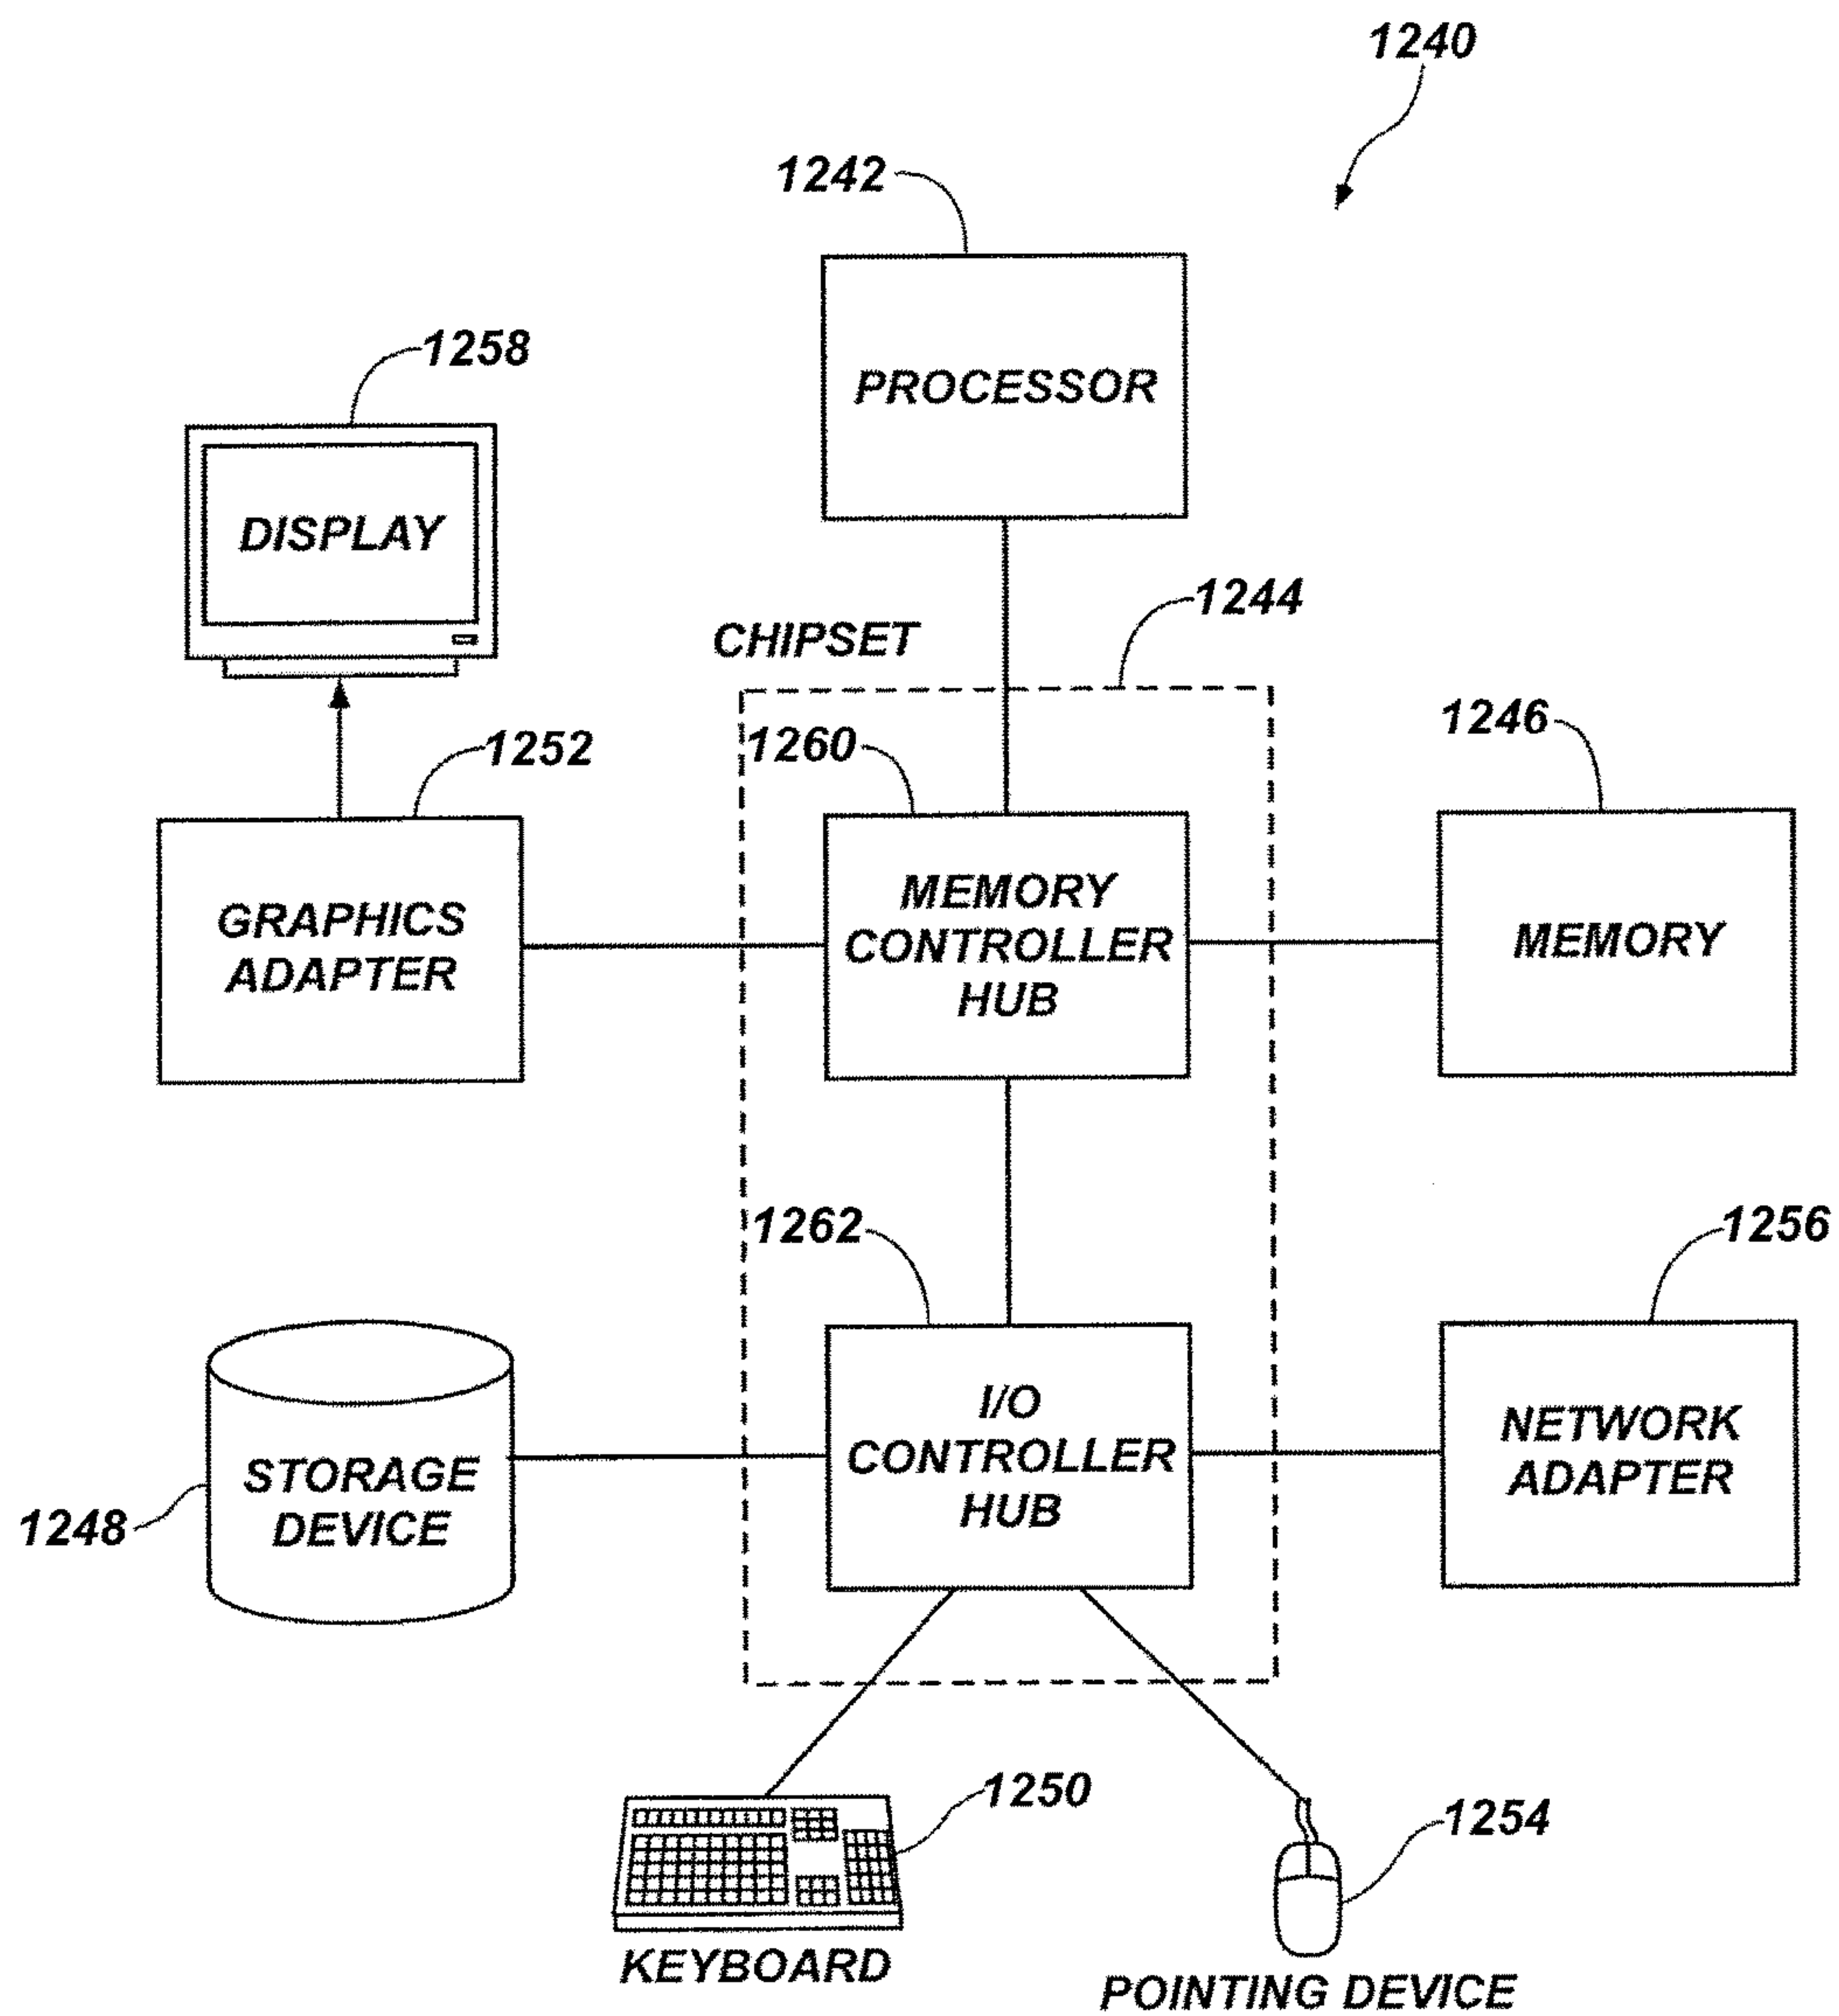 1240
1242
PROCESSOR
1258
DISPLAY
1244
CHIPSET
1252
1260
1246
GRAPHICS
ADAPTER
MEMORY
CONTROLLER
HUB
MEMORY
1262
1256
1248
STORAGE
DEVICE
I/O
CONTROLLER
HUB
NETWORK
ADAPTER
1250
KEYBOARD
1254
POINTING DEVICE